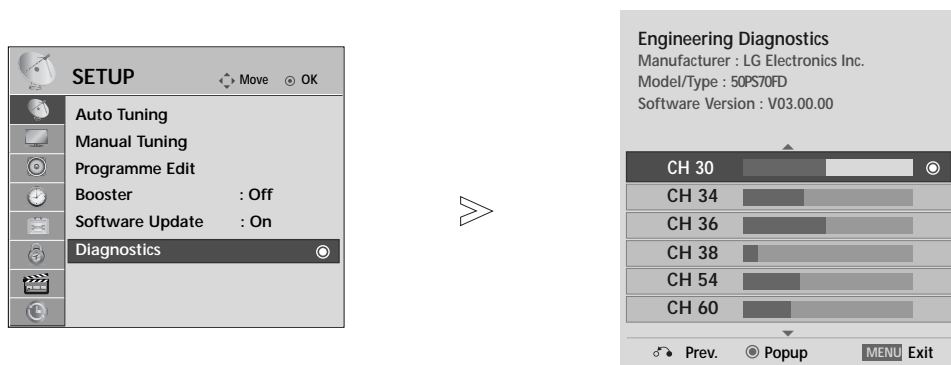 SETUP
Move
OK
Auto Tuning
Manual Tuning
Programme Edit
Booster : Off
Software Update : On
Diagnostics
Engineering Diagnostics
Manufacturer : LG Electronics Inc.
Model/Type : 50PS70FD
Software Version : V03.00.00
CH 30
CH 34
CH 36
CH 38
CH 54
CH 60
Prev.
Popup
MENU Exit